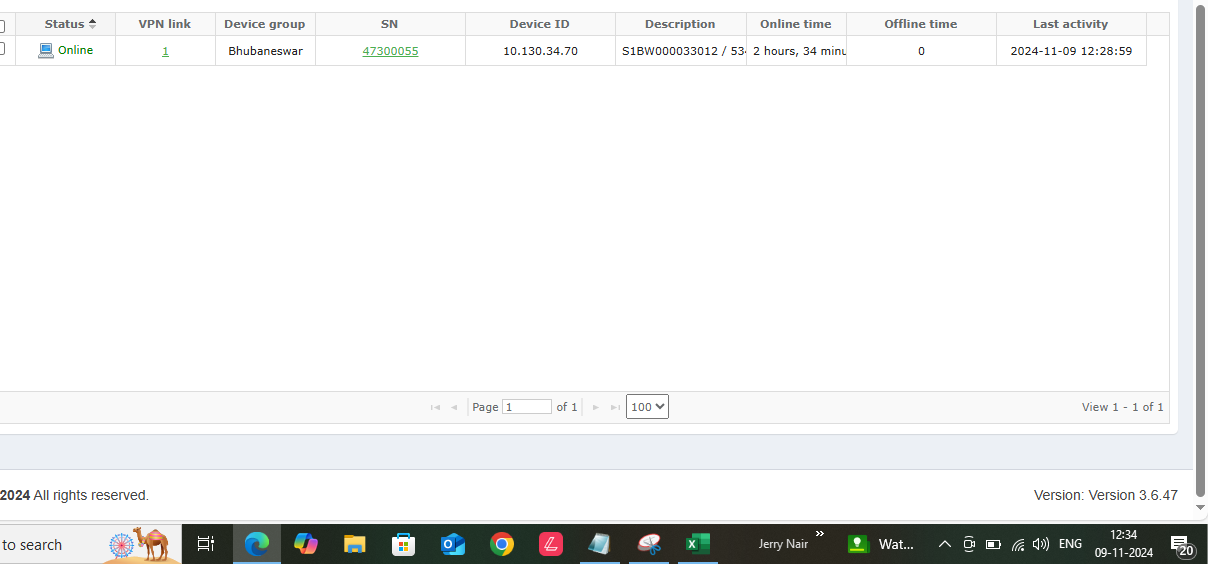 Status VPN link Device group SN Device ID Description Online time Offline time Last activity
Online 1 Bhubaneswar 47300055 10.130.34.70 S1BW000033012 / 534 2 hours, 34 minu 0 2024-11-09 12:28:59
Page 1 of 1 100 View 1 - 1 of 1
2024 All rights reserved. Version: Version 3.6.47
to search Jerry Nair » Wat... ENG 12:34
09-11-2024 20